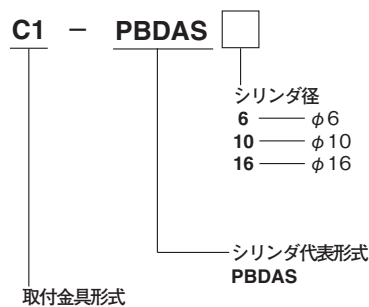 C1 － PBDAS
シリンダ径
6 —— φ6
10 —— φ10
16 —— φ16
シリンダ代表形式
PBDAS
取付金具形式